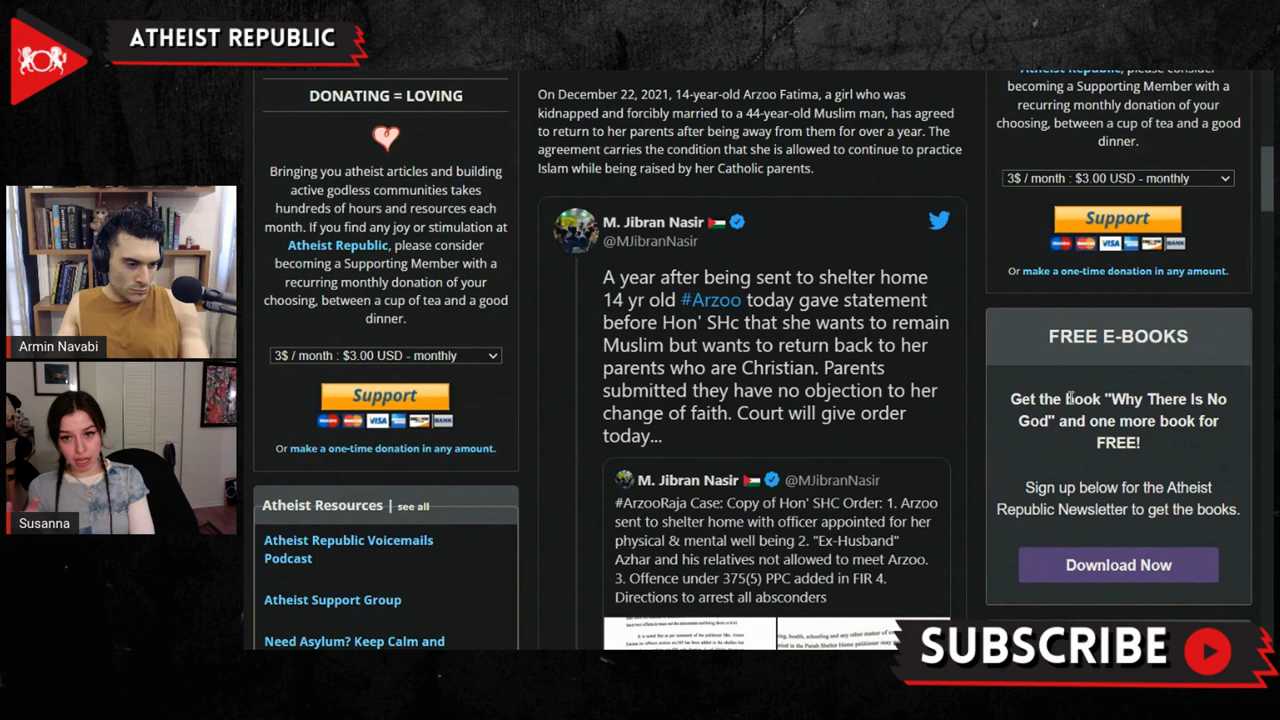 ATHEIST REPUBLIC
DONATING = LOVING
Bringing you atheist articles and building
active godless communities takes
hundreds of hours and resources each
month. If you find any joy or stimulation at
Atheist Republic, please consider
becoming a Supporting Member with a
recurring monthly donation of your
choosing, between a cup of tea and a good
dinner.
3$ / month : $3.00 USD - monthly
Support
VISA
BANK
Or make a one-time donation in any amount.
Atheist Resources | see all
Atheist Republic Voicemails
Podcast
Atheist Support Group
Need Asylum? Keep Calm and
On December 22, 2021, 14-year-old Arzoo Fatima, a girl who was
kidnapped and forcibly married to a 44-year-old Muslim man, has agreed
to return to her parents after being away from them for over a year. The
agreement carries the condition that she is allowed to continue to practice
Islam while being raised by her Catholic parents.
M. Jibran Nasir
@MJibranNasir
A year after being sent to shelter home
14 yr old #Arzoo today gave statement
before Hon' SHc that she wants to remain
Muslim but wants to return back to her
parents who are Christian. Parents
submitted they have no objection to her
change of faith. Court will give order
today...
M. Jibran Nasir @MJibranNasir
#ArzooRaja Case: Copy of Hon' SHC Order: 1. Arzoo
sent to shelter home with officer appointed for her
physical & mental well being 2. "Ex-Husband"
Azhar and his relatives not allowed to meet Arzoo.
3. Offence under 375(5) PPC added in FIR 4.
Directions to arrest all absconders
Atheist Republic, please consider
becoming a Supporting Member with a
recurring monthly donation of your
choosing, between a cup of tea and a good
dinner.
3$ / month : $3.00 USD - monthly
Support
VISA
BANK
Or make a one-time donation in any amount.
FREE E-BOOKS
Get the Book "Why There Is No
God" and one more book for
FREE!
Sign up below for the Atheist
Republic Newsletter to get the books.
Download Now
Armin Navabi
Susanna
SUBSCRIBE